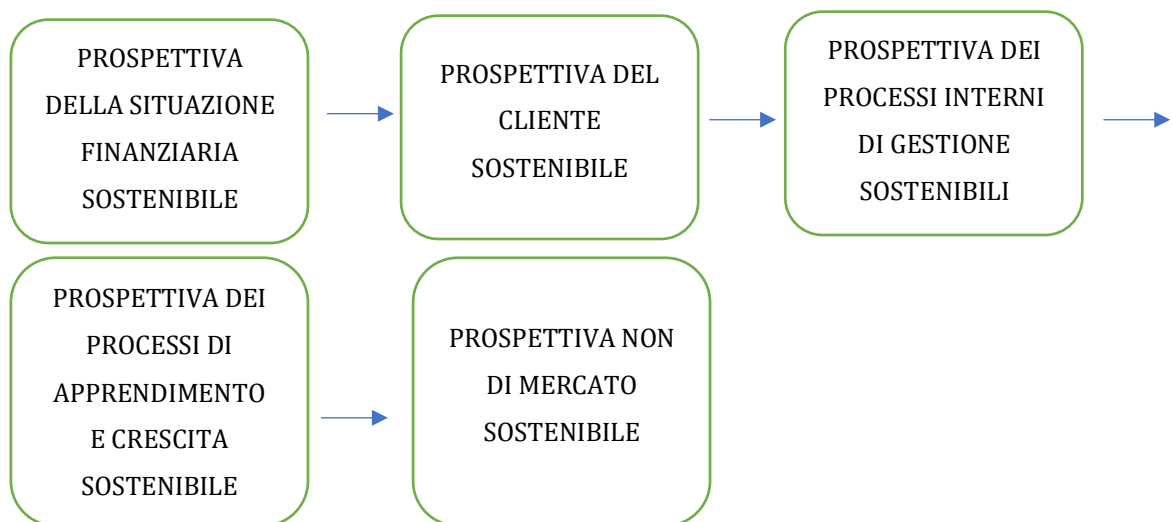 PROSPETTIVA
DELLA SITUAZIONE
FINANZIARIA
SOSTENIBILE
PROSPETTIVA DEL
CLIENTE
SOSTENIBILE
PROSPETTIVA DEI
PROCESSI INTERNI
DI GESTIONE
SOSTENIBILI
PROSPETTIVA DEI
PROCESSI DI
APPRENDIMENTO
E CRESCITA
SOSTENIBILE
PROSPETTIVA NON
DI MERCATO
SOSTENIBILE